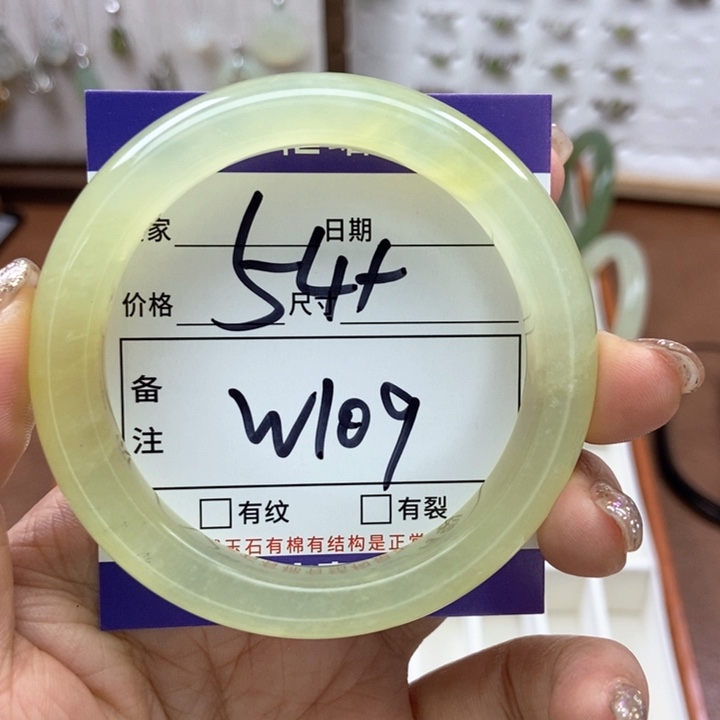 家 日期
54+
价格 尺寸
备注
W109
□有纹 □有裂
玉石有棉有结构是正常